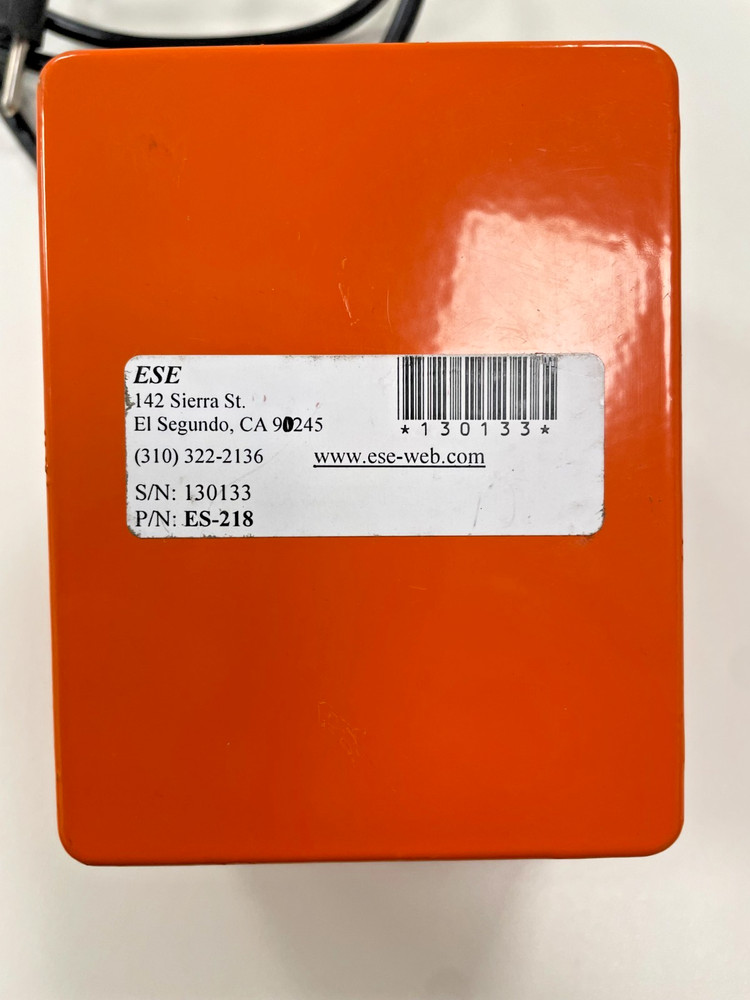 ESE
142 Sierra St.
El Segundo, CA 90245
*130133*
(310) 322-2136 www.ese-web.com
S/N: 130133
P/N: ES-218